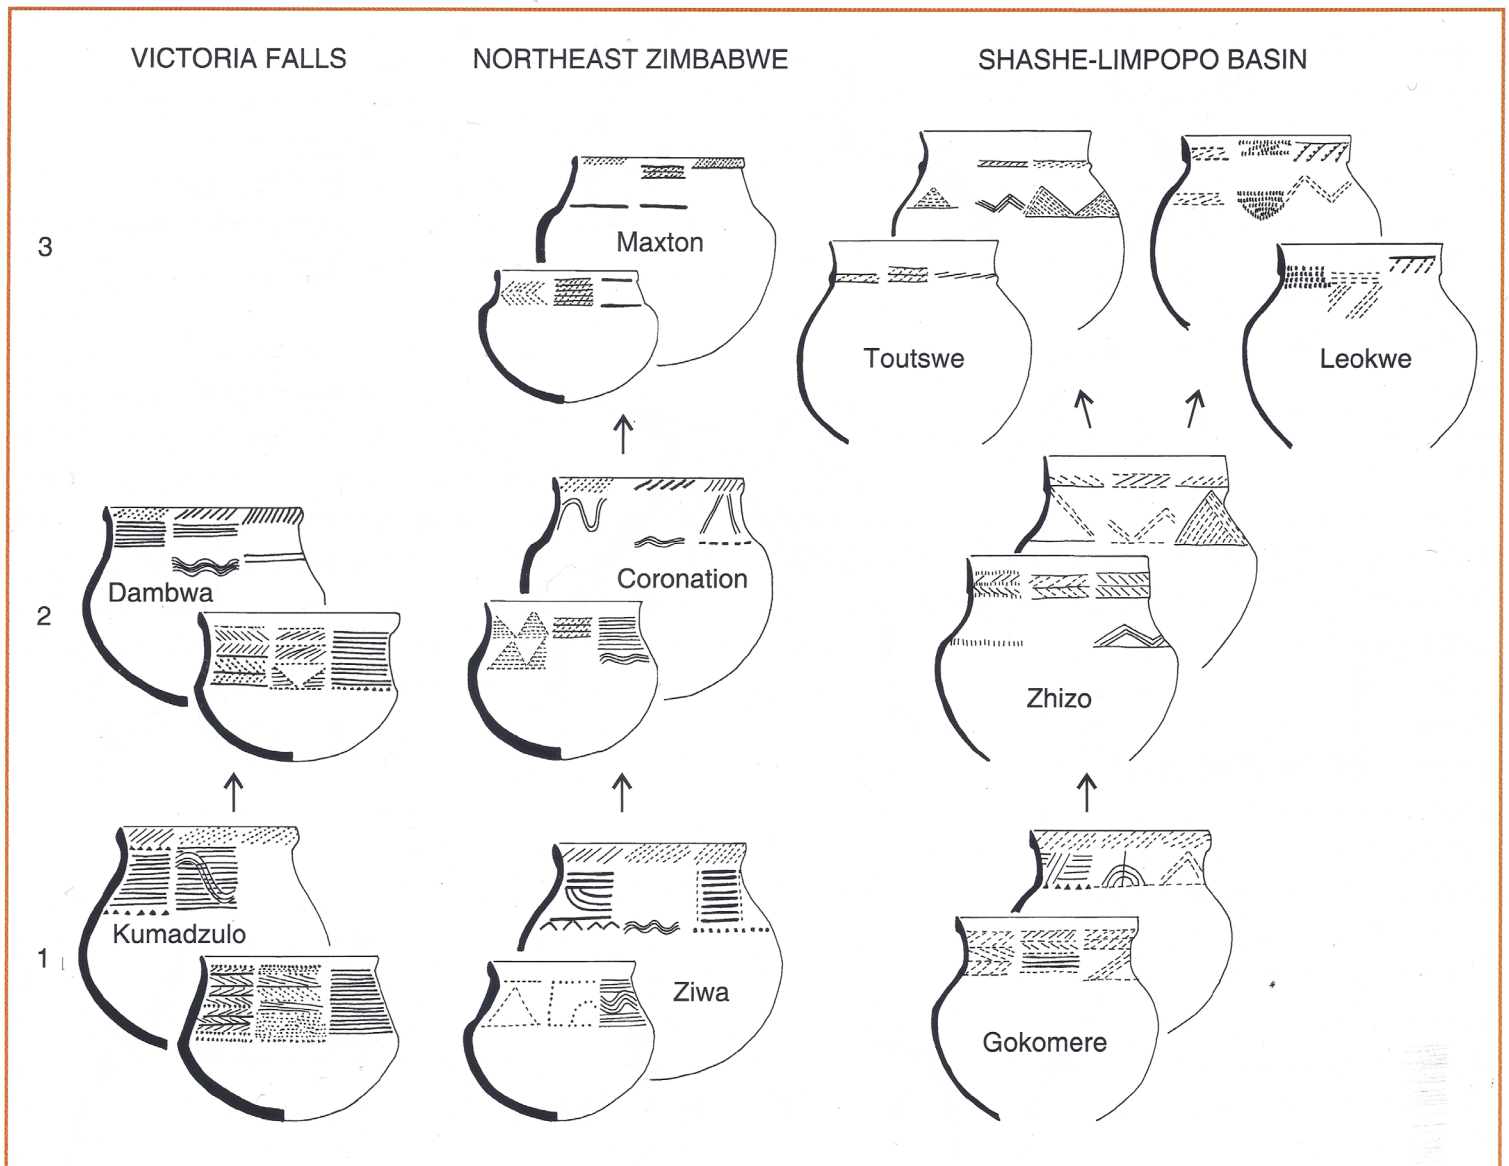 VICTORIA FALLS
NORTHEAST ZIMBABWE
SHASHE-LIMPOPO BASIN
3
Maxton
Toutswe
Leokwe
2
Dambwa
Coronation
Zhizo
1
Kumadzulo
Ziwa
Gokomere